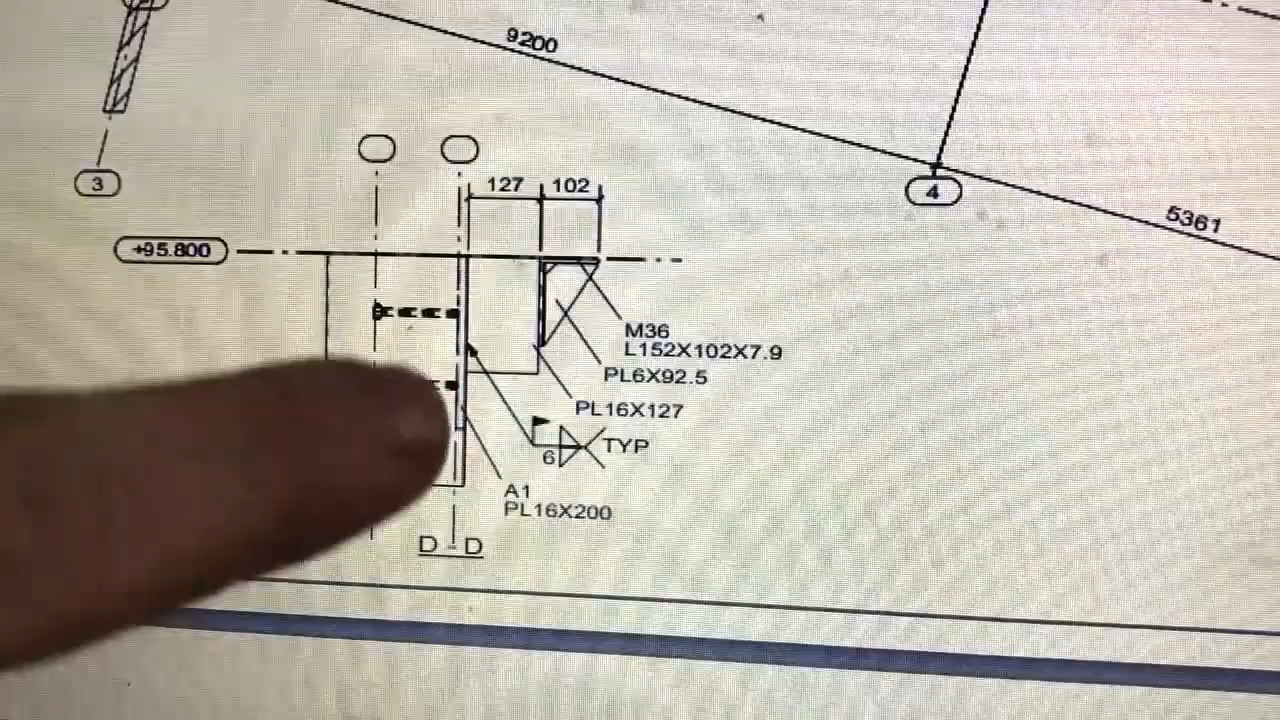 9200
3
4
5361
127
102
+95.800
M36
L152X102X7.9
PL6X92.5
PL16X127
6
TYP
A1
PL16X200
D - D